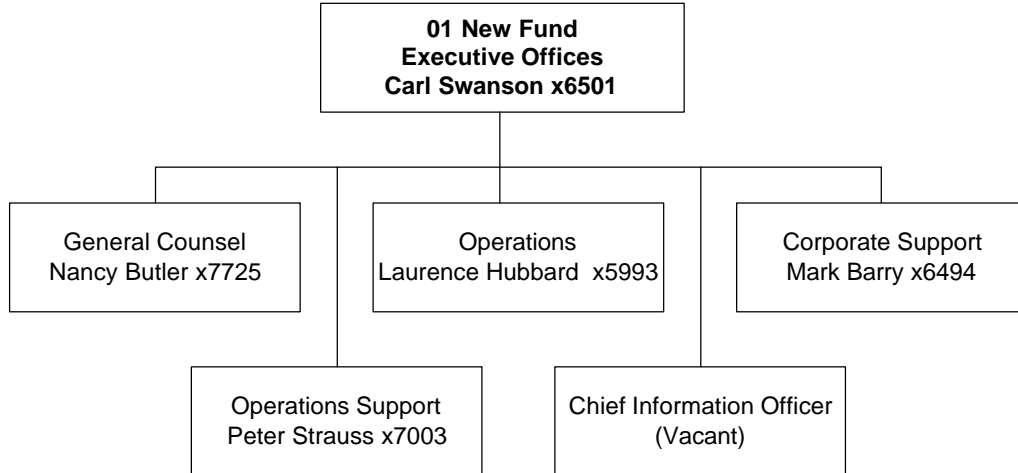 01 New Fund
Executive Offices
Carl Swanson x6501
General Counsel
Nancy Butler x7725
Operations
Laurence Hubbard  x5993
Corporate Support
Mark Barry x6494
Operations Support
Peter Strauss x7003
Chief Information Officer
(Vacant)